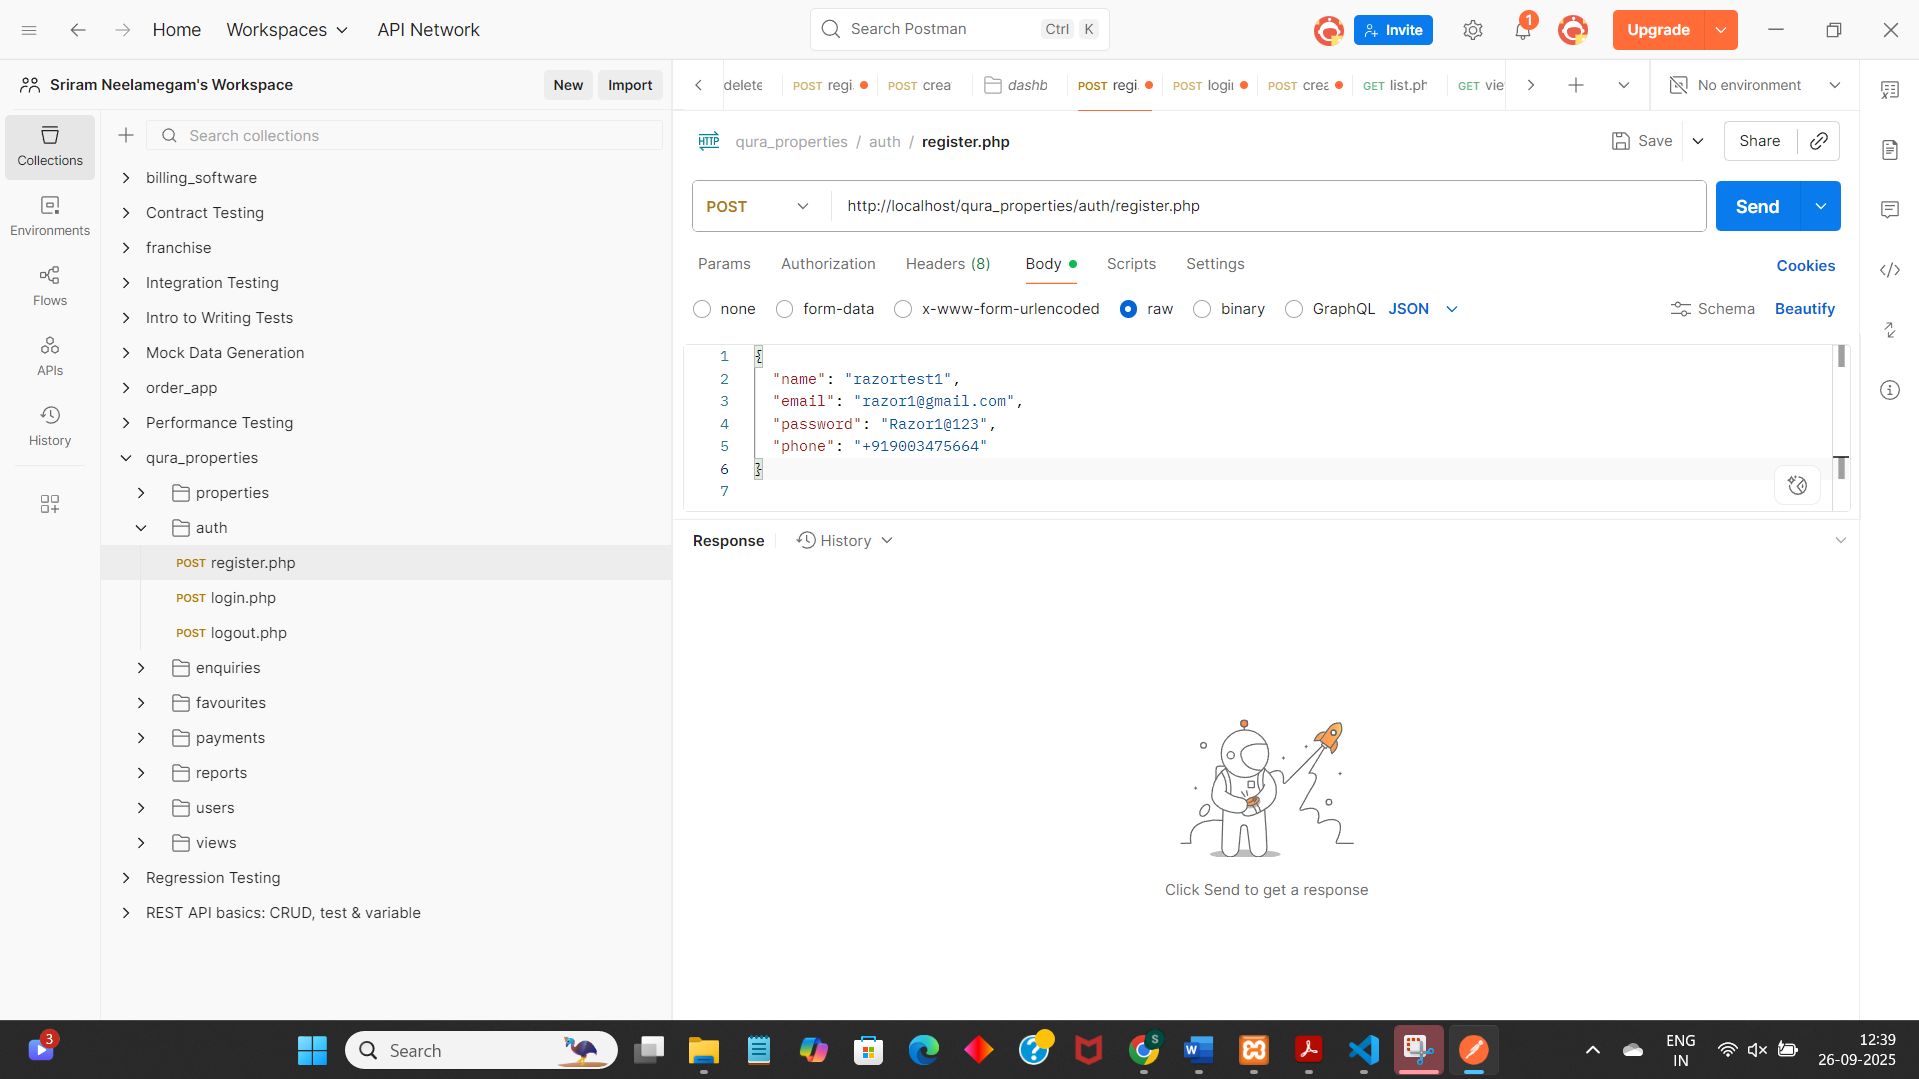 Home Workspaces API Network
Search Postman Ctrl K
Invite
1
Upgrade
Sriram Neelamegam's Workspace New Import
delete
POST regi
POST crea
dashb
POST regi
POST logi
POST crea
GET list.ph
GET vie
No environment
Collections
Environments
Flows
APIs
History
Search collections
billing_software
Contract Testing
franchise
Integration Testing
Intro to Writing Tests
Mock Data Generation
order_app
Performance Testing
qura_properties
properties
auth
POST register.php
POST login.php
POST logout.php
enquiries
favourites
payments
reports
users
views
Regression Testing
REST API basics: CRUD, test & variable
HTTP qura_properties / auth / register.php
Save Share
POST http://localhost/qura_properties/auth/register.php Send
Params Authorization Headers (8) Body Scripts Settings Cookies
none form-data x-www-form-urlencoded raw binary GraphQL JSON Schema Beautify
1 {
2 "name": "razortest1",
3 "email": "razor1@gmail.com",
4 "password": "Razor1@123",
5 "phone": "+919003475664"
6 }
7
Response History
Click Send to get a response
3
Search
S
W
ENG
IN
12:39
26-09-2025